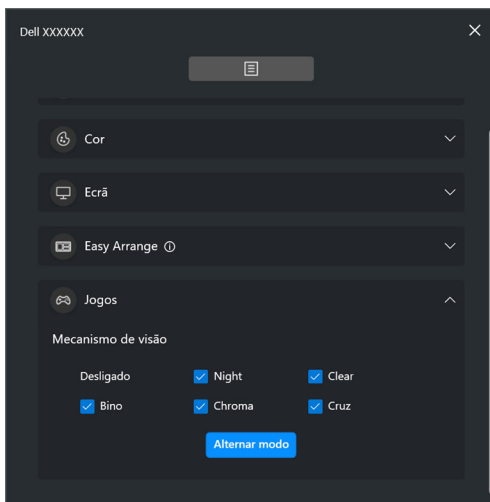 Dell XXXXXX
Cor
Ecrã
Easy Arrange
Jogos
Mecanismo de visão
Desligado Night Clear
Bino Chroma Cruz
Alternar modo